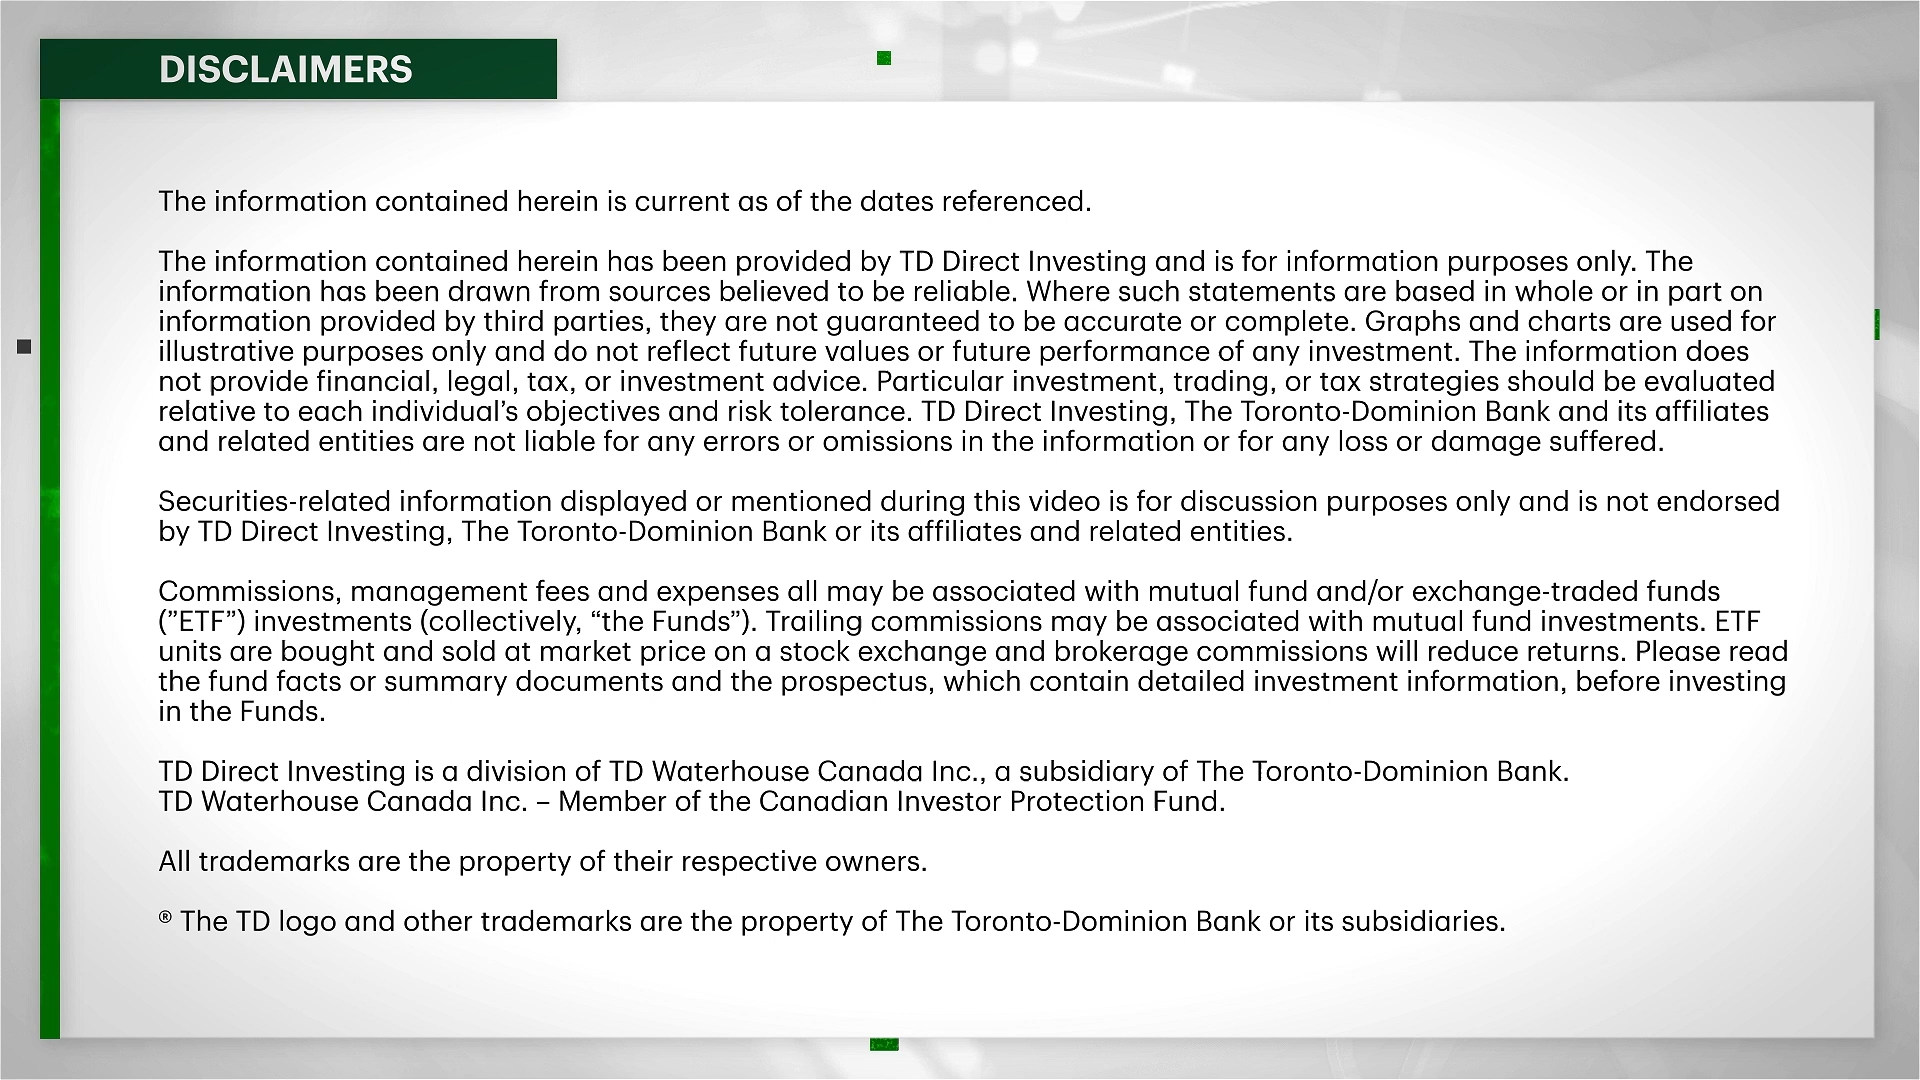 DISCLAIMERS
The information contained herein is current as of the dates referenced.
The information contained herein has been provided by TD Direct Investing and is for information purposes only. The
information has been drawn from sources believed to be reliable. Where such statements are based in whole or in part on
information provided by third parties, they are not guaranteed to be accurate or complete. Graphs and charts are used for
illustrative purposes only and do not reflect future values or future performance of any investment. The information does
not provide financial, legal, tax, or investment advice. Particular investment, trading, or tax strategies should be evaluated
relative to each individual’s objectives and risk tolerance. TD Direct Investing, The Toronto-Dominion Bank and its affiliates
and related entities are not liable for any errors or omissions in the information or for any loss or damage suffered.
Securities-related information displayed or mentioned during this video is for discussion purposes only and is not endorsed
by TD Direct Investing, The Toronto-Dominion Bank or its affiliates and related entities.
Commissions, management fees and expenses all may be associated with mutual fund and/or exchange-traded funds
(”ETF”) investments (collectively, “the Funds”). Trailing commissions may be associated with mutual fund investments. ETF
units are bought and sold at market price on a stock exchange and brokerage commissions will reduce returns. Please read
the fund facts or summary documents and the prospectus, which contain detailed investment information, before investing
in the Funds.
TD Direct Investing is a division of TD Waterhouse Canada Inc., a subsidiary of The Toronto-Dominion Bank.
TD Waterhouse Canada Inc. – Member of the Canadian Investor Protection Fund.
All trademarks are the property of their respective owners.
® The TD logo and other trademarks are the property of The Toronto-Dominion Bank or its subsidiaries.